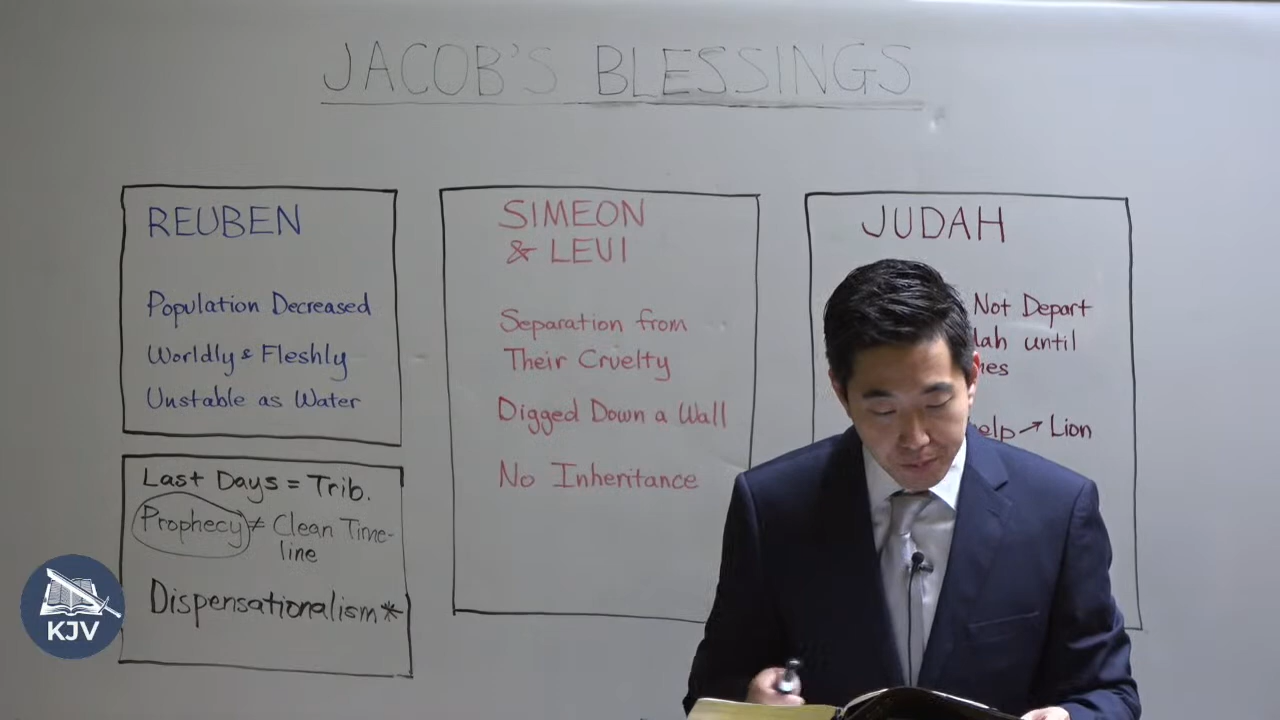 JACOB'S BLESSINGS
REUBEN
Population Decreased
Worldly & Fleshly
Unstable as Water
Last Days = Trib.
Prophecy ≠ Clean Time-
line
Dispensationalism*
SIMEON
& LEVI
Separation from
Their Cruelty
Digged Down a Wall
No Inheritance
JUDAH
Not Depart
until
→ Lion
KJV